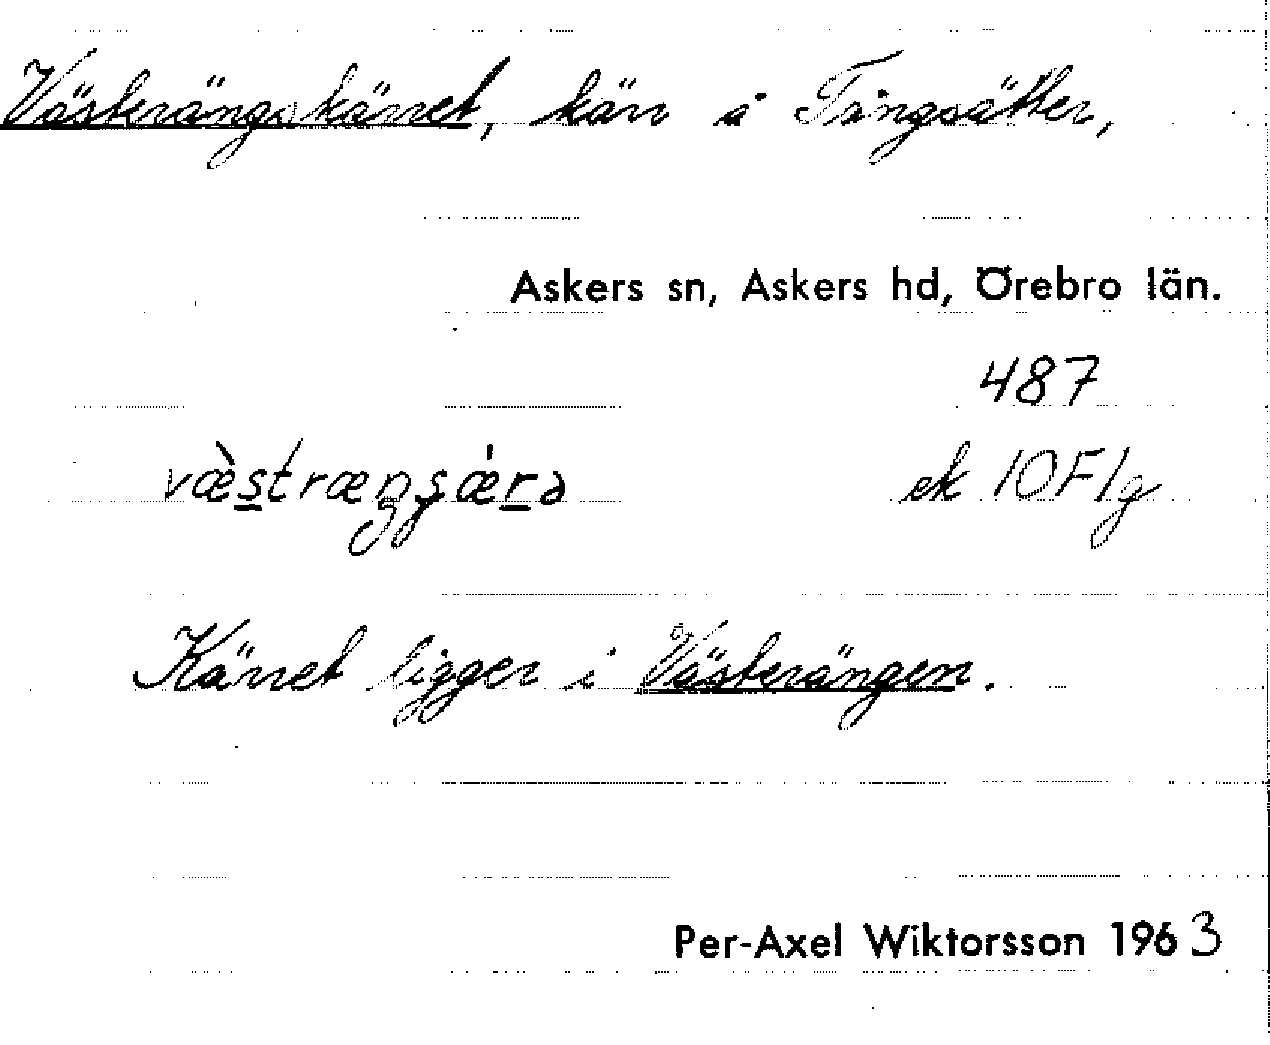 Västerängskärret, kärr i Tingsätter,
Askers sn, Askers hd, Örebro län.
487
ek 10F1g
Kärret ligger i Västerängen.
Per-Axel Wiktorsson 1963